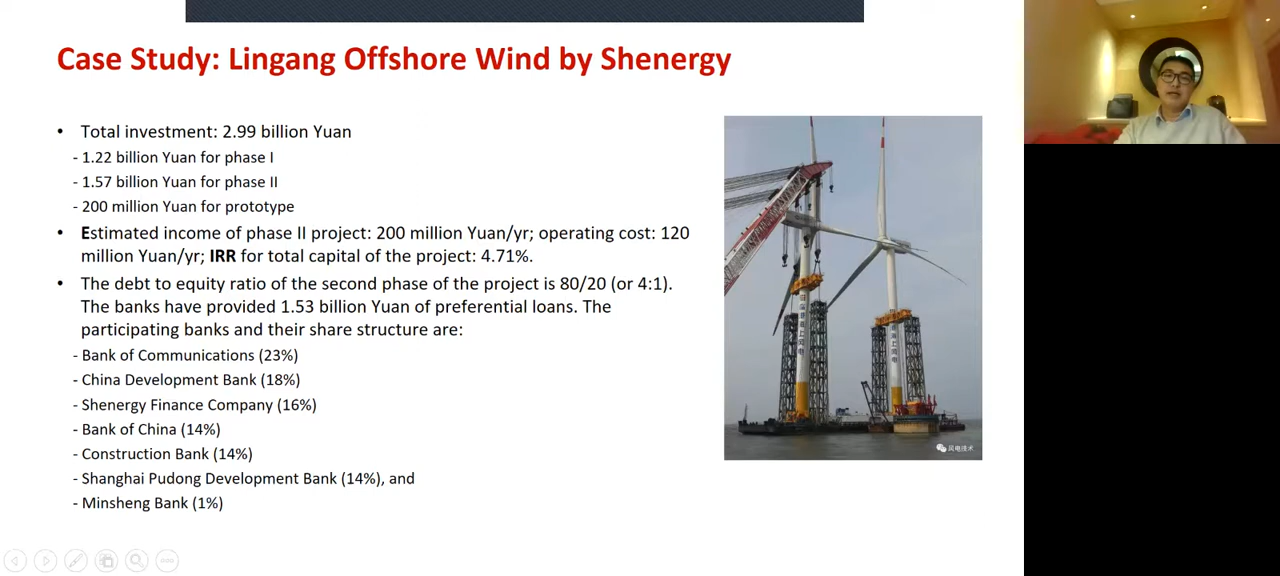 Case Study: Lingang Offshore Wind by Shenergy
• Total investment: 2.99 billion Yuan
- 1.22 billion Yuan for phase I
- 1.57 billion Yuan for phase II
- 200 million Yuan for prototype
• Estimated income of phase II project: 200 million Yuan/yr; operating cost: 120
million Yuan/yr; IRR for total capital of the project: 4.71%.
• The debt to equity ratio of the second phase of the project is 80/20 (or 4:1).
The banks have provided 1.53 billion Yuan of preferential loans. The
participating banks and their share structure are:
- Bank of Communications (23%)
- China Development Bank (18%)
- Shenergy Finance Company (16%)
- Bank of China (14%)
- Construction Bank (14%)
- Shanghai Pudong Development Bank (14%), and
- Minsheng Bank (1%)
风电技术